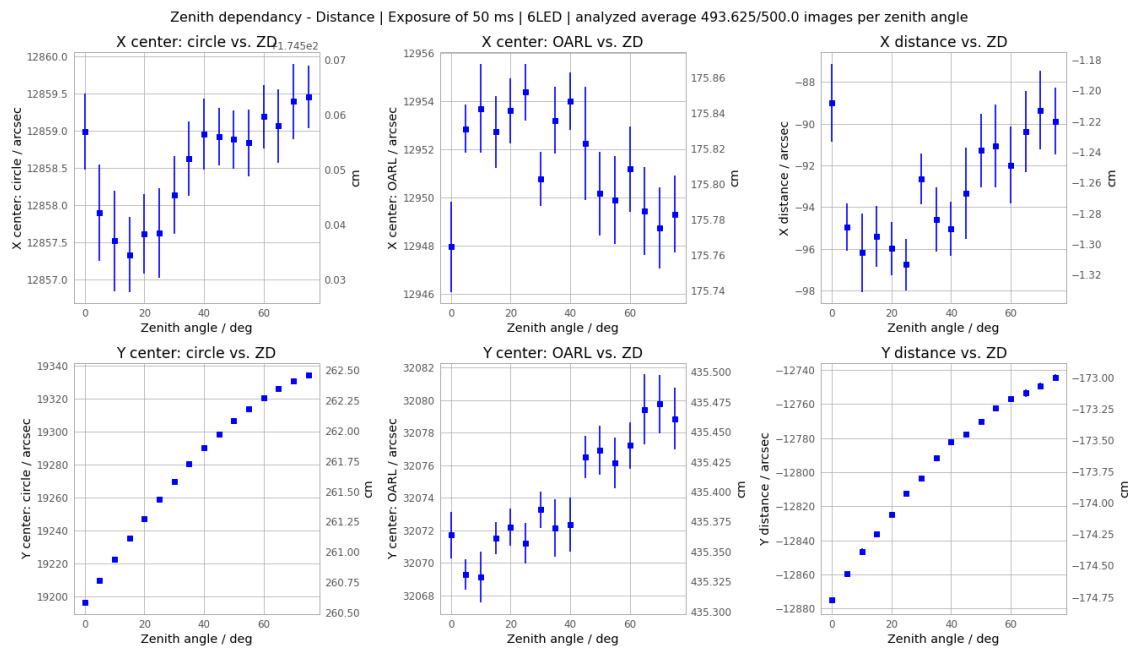 Zenith dependancy - Distance | Exposure of 50 ms | 6LED | analyzed average 493.625/500.0 images per zenith angle
X center: circle vs. ZD
+1.745e2
X center: circle / arcsec
12860.0
12859.5
12859.0
12858.5
12858.0
12857.5
12857.0
0.07
0.06
0.05
0.04
0.03
cm
0 20 40 60
Zenith angle / deg
X center: OARL vs. ZD
X center: OARL / arcsec
12956
12954
12952
12950
12948
12946
175.86
175.84
175.82
175.80
175.78
175.76
175.74
cm
0 20 40 60
Zenith angle / deg
X distance vs. ZD
X distance / arcsec
−88
−90
−92
−94
−96
−98
−1.18
−1.20
−1.22
−1.24
−1.26
−1.28
−1.30
−1.32
cm
0 20 40 60
Zenith angle / deg
Y center: circle vs. ZD
Y center: circle / arcsec
19340
19320
19300
19280
19260
19240
19220
19200
262.50
262.25
262.00
261.75
261.50
261.25
261.00
260.75
260.50
cm
0 20 40 60
Zenith angle / deg
Y center: OARL vs. ZD
Y center: OARL / arcsec
32082
32080
32078
32076
32074
32072
32070
32068
435.500
435.475
435.450
435.425
435.400
435.375
435.350
435.325
435.300
cm
0 20 40 60
Zenith angle / deg
Y distance vs. ZD
Y distance / arcsec
−12740
−12760
−12780
−12800
−12820
−12840
−12860
−12880
−173.00
−173.25
−173.50
−173.75
−174.00
−174.25
−174.50
−174.75
cm
0 20 40 60
Zenith angle / deg